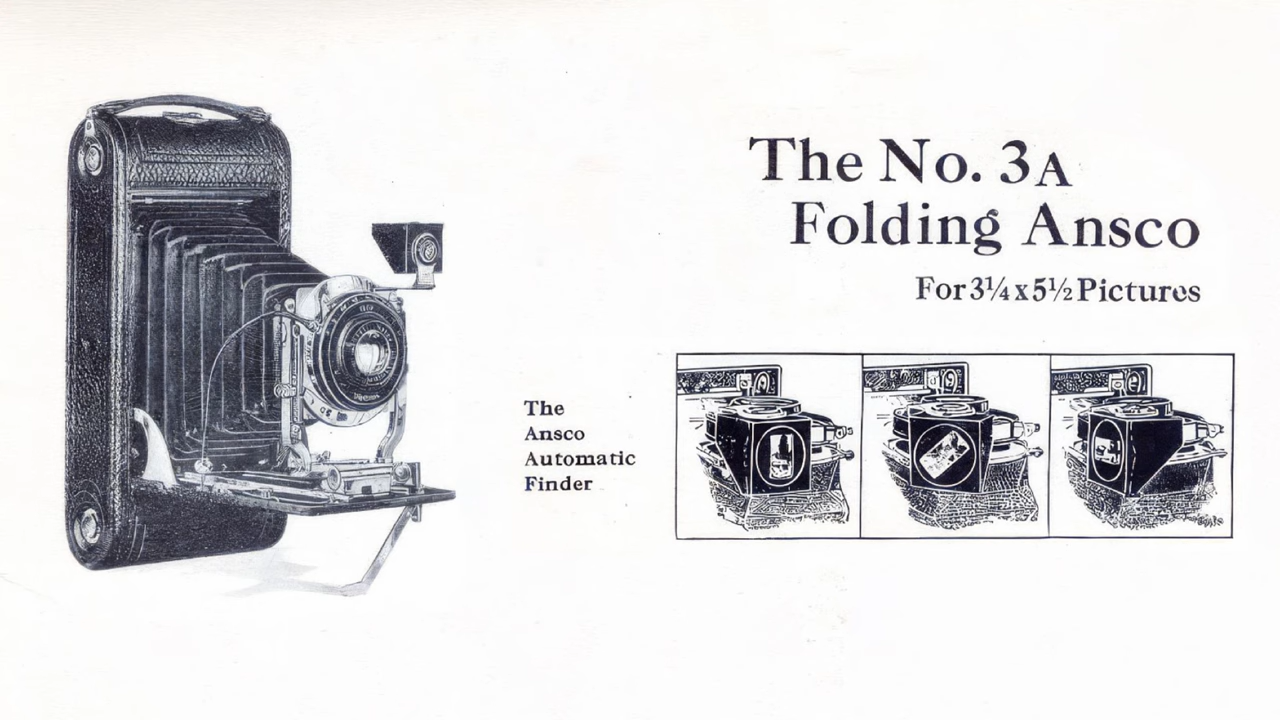 The No. 3A
Folding Ansco
For 3¼ x 5½ Pictures
The
Ansco
Automatic
Finder